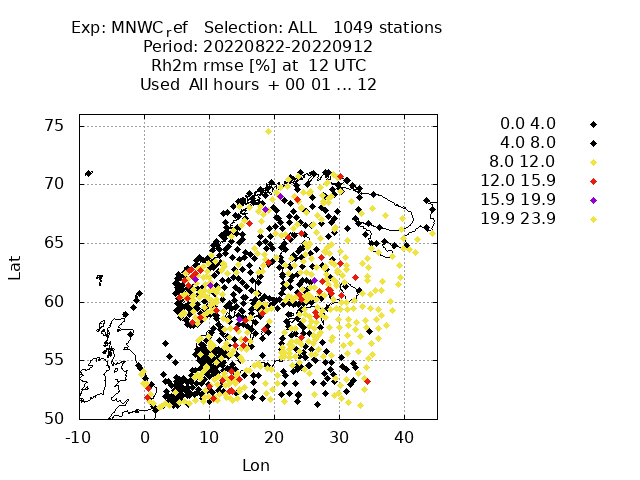 Exp: MNWC_ref Selection: ALL 1049 stations
Period: 20220822-20220912
Rh2m rmse [%] at 12 UTC
Used All hours + 00 01 ... 12
0.0 4.0
4.0 8.0
8.0 12.0
12.0 15.9
15.9 19.9
19.9 23.9
75
70
65
60
55
50
Lat
-10 0 10 20 30 40
Lon